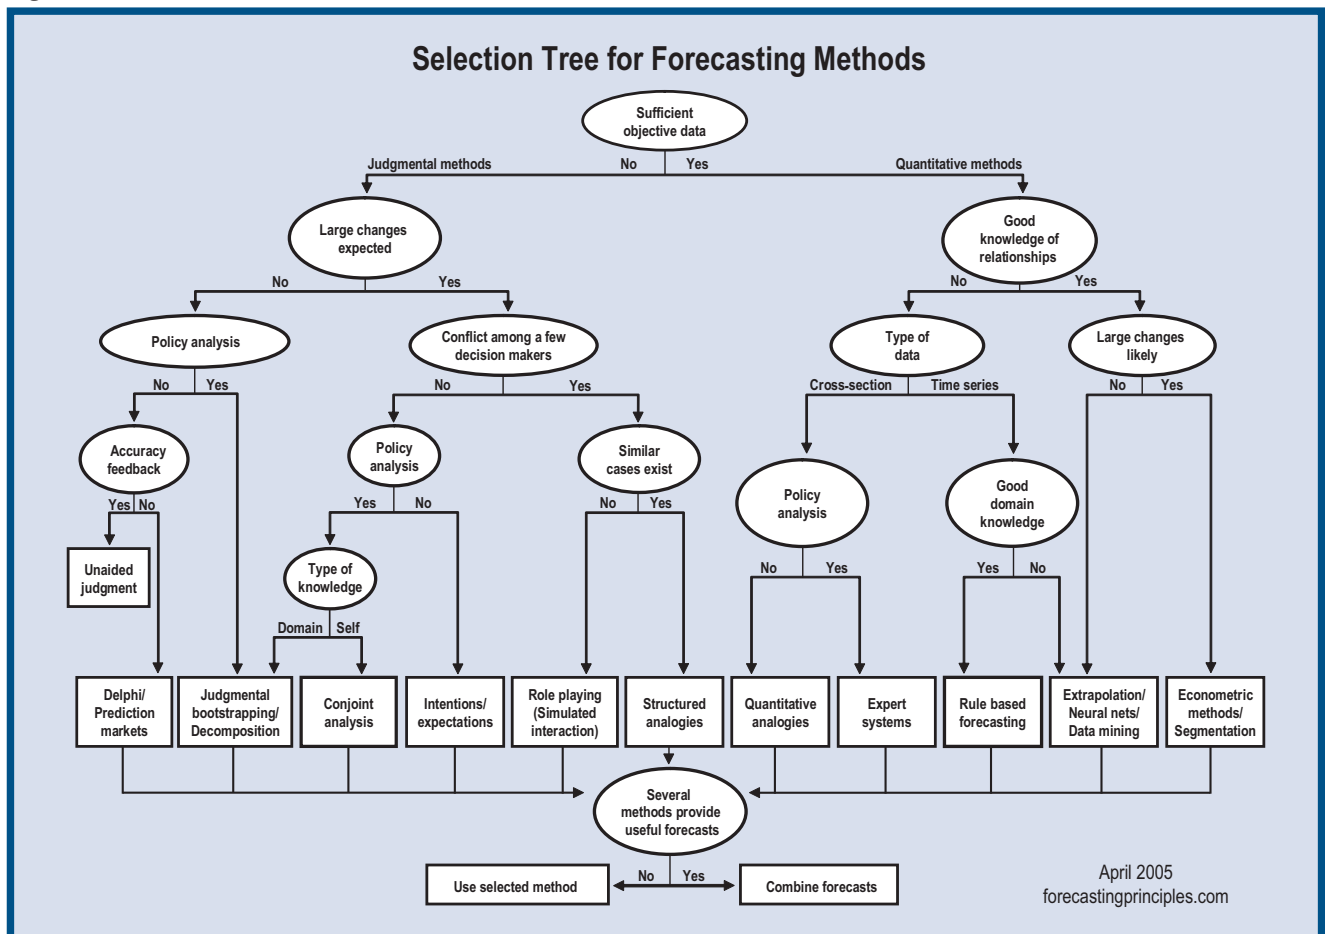 Selection Tree for Forecasting Methods
Sufficient
objective data
Judgmental methods
No
Yes
Quantitative methods
Large changes
expected
Good
knowledge of
relationships
No
Yes
No
Yes
Policy analysis
Conflict among a few
decision makers
Type of
data
Large changes
likely
No
Yes
No
Yes
Cross-section
Time series
No
Yes
Accuracy
feedback
Policy
analysis
Similar
cases exist
Policy
analysis
Good
domain
knowledge
Yes
No
Yes
No
No
Yes
No
Yes
Yes
No
Unaided
judgment
Type of
knowledge
Domain
Self
Delphi/
Prediction
markets
Judgmental
bootstrapping/
Decomposition
Conjoint
analysis
Intentions/
expectations
Role playing
(Simulated
interaction)
Structured
analogies
Quantitative
analogies
Expert
systems
Rule based
forecasting
Extrapolation/
Neural nets/
Data mining
Econometric
methods/
Segmentation
Several
methods provide
useful forecasts
No
Yes
Use selected method
Combine forecasts
April 2005
forecastingprinciples.com